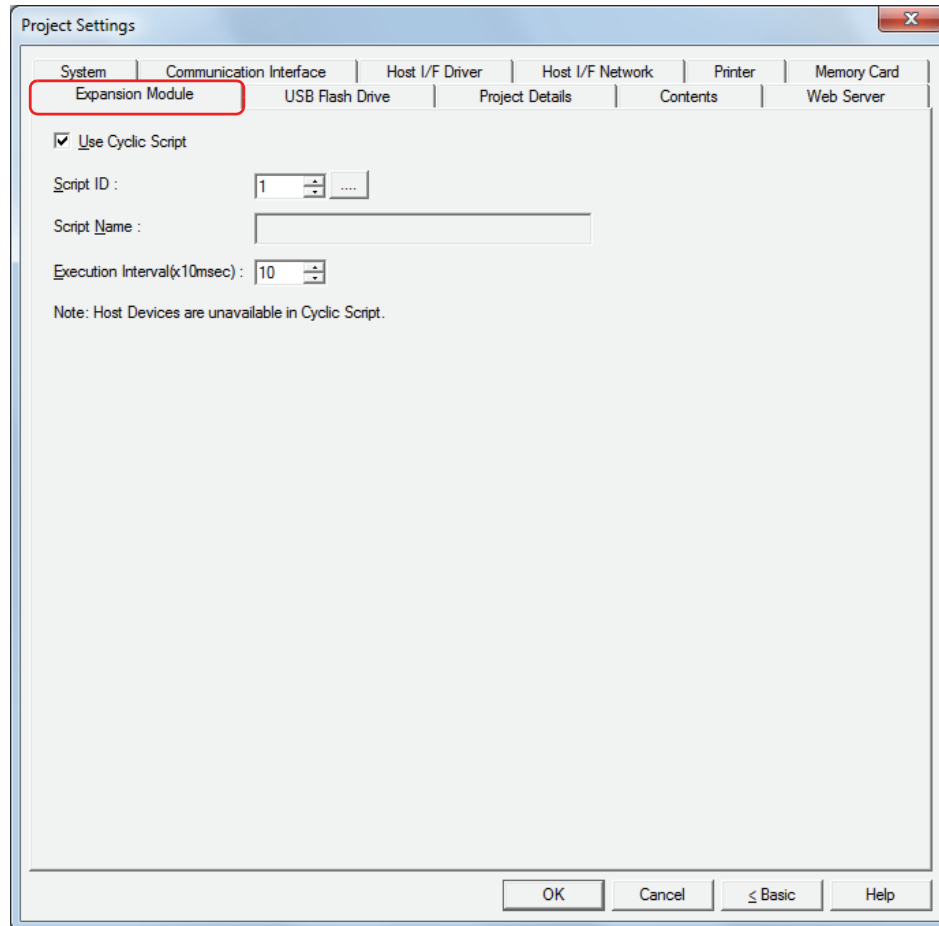 Project Settings
System Communication Interface Host I/F Driver Host I/F Network Printer Memory Card
Expansion Module USB Flash Drive Project Details Contents Web Server
Use Cyclic Script
Script ID : 1 ....
Script Name :
Execution Interval(x10msec) : 10
Note: Host Devices are unavailable in Cyclic Script.
OK Cancel < Basic Help